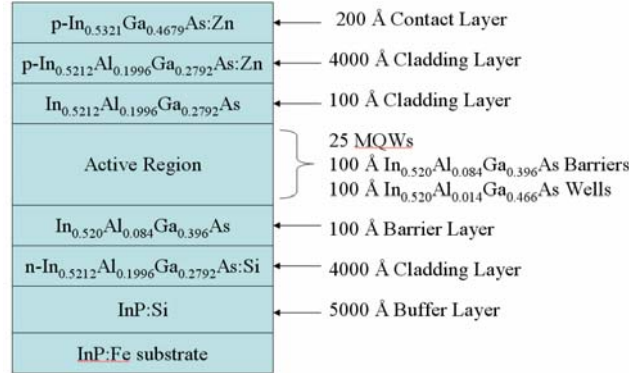 p-In0.5321Ga0.4679As:Zn
200 Å Contact Layer
p-In0.5212Al0.1996Ga0.2792As:Zn
4000 Å Cladding Layer
In0.5212Al0.1996Ga0.2792As
100 Å Cladding Layer
Active Region
25 MQWs
100 Å In0.520Al0.084Ga0.396As Barriers
100 Å In0.520Al0.014Ga0.466As Wells
In0.520Al0.084Ga0.396As
100 Å Barrier Layer
n-In0.5212Al0.1996Ga0.2792As:Si
4000 Å Cladding Layer
InP:Si
5000 Å Buffer Layer
InP:Fe substrate